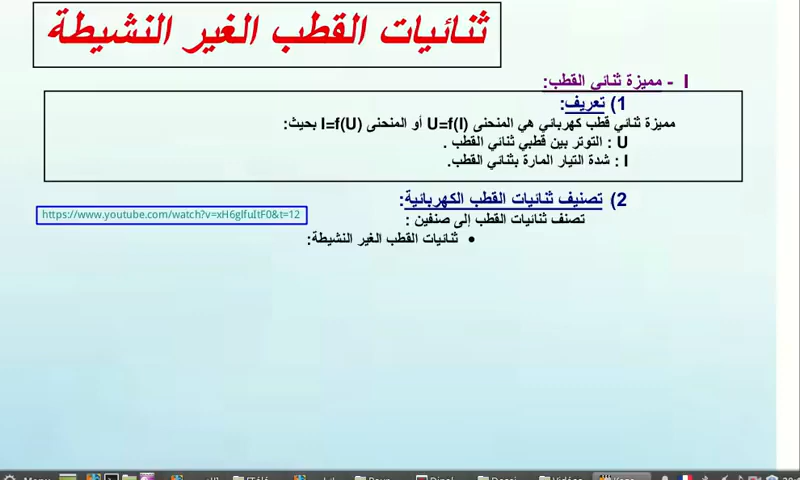 ثنائيات القطب الغير النشيطة
I - مميزة ثنائي القطب:
1) تعريف:
مميزة ثنائي قطب كهربائي هي المنحنى U=f(I) أو المنحنى I=f(U) بحيث:
U : التوتر بين قطبي ثنائي القطب .
I : شدة التيار المارة بثنائي القطب.
2) تصنيف ثنائيات القطب الكهربائية:
https://www.youtube.com/watch?v=xH6glfuItF0&t=12
تصنف ثنائيات القطب إلى صنفين :
• ثنائيات القطب الغير النشيطة: